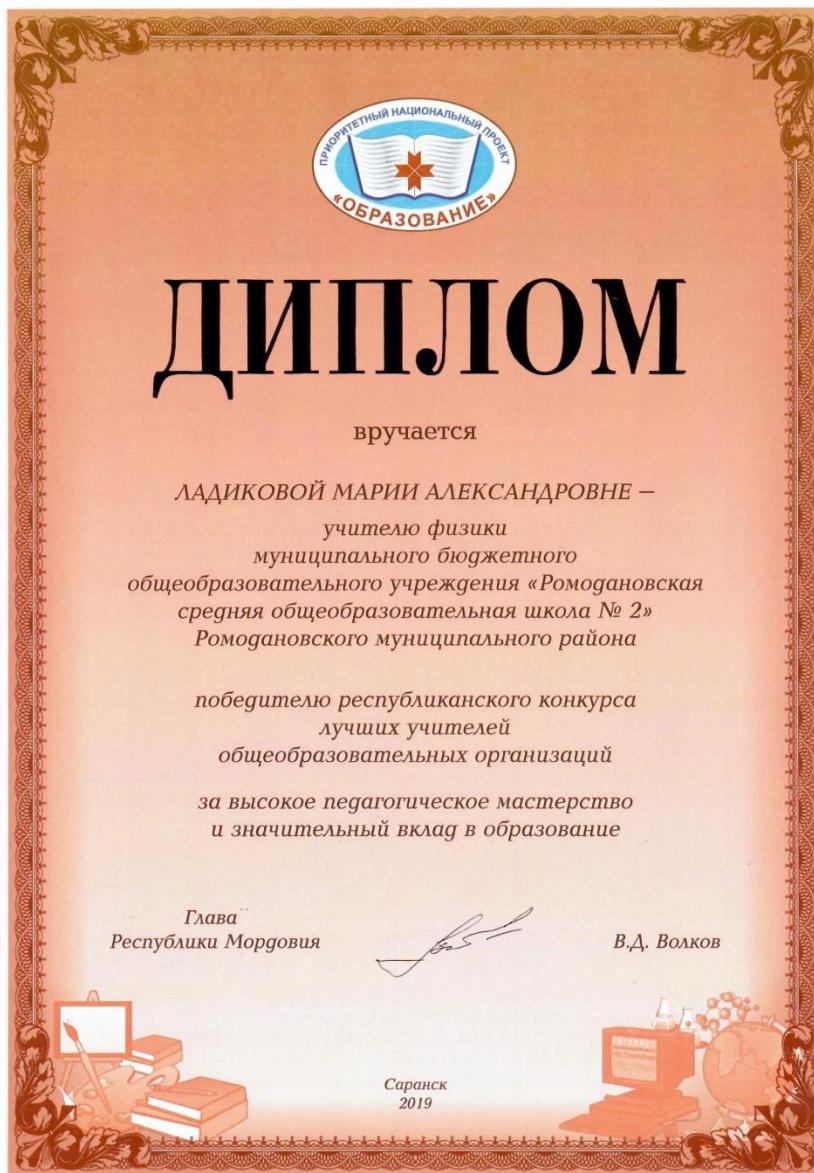 ПРИОРИТЕТНЫЙ НАЦИОНАЛЬНЫЙ ПРОЕКТ
«ОБРАЗОВАНИЕ»
ДИПЛОМ
вручается
ЛАДИКОВОЙ МАРИИ АЛЕКСАНДРОВНЕ –
учителю физики
муниципального бюджетного
общеобразовательного учреждения «Ромодановская
средняя общеобразовательная школа № 2»
Ромодановского муниципального района
победителю республиканского конкурса
лучших учителей
общеобразовательных организаций
за высокое педагогическое мастерство
и значительный вклад в образование
Глава
Республики Мордовия
В.Д. Волков
INTERNET
Саранск
2019